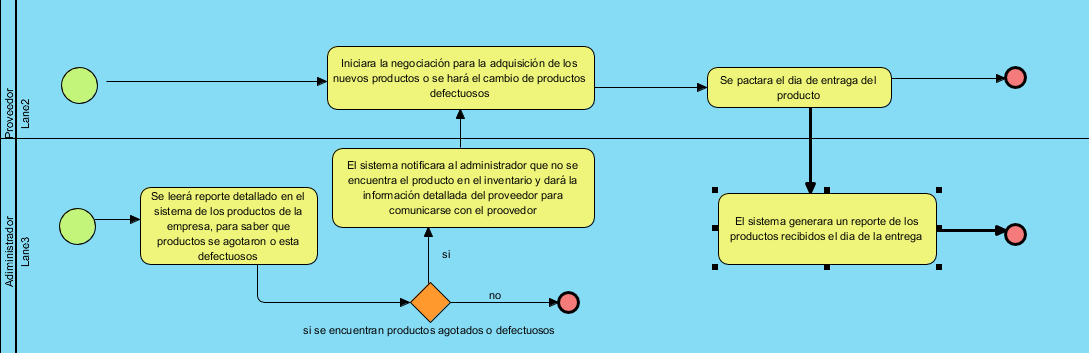 Proveedor
Lane2
Iniciara la negociación para la adquisición de los
nuevos productos o se hará el cambio de productos
defectuosos
Se pactara el dia de entraga del
producto
Adiministrador
Lane3
Se leerá reporte detallado en el
sistema de los productos de la
empresa, para saber que
productos se agotaron o esta
defectuosos
El sistema notificara al administrador que no se
encuentra el producto en el inventario y dará la
información detallada del proveedor para
comunicarse con el proovedor
si
no
si se encuentran productos agotados o defectuosos
El sistema generara un reporte de los
productos recibidos el dia de la entrega